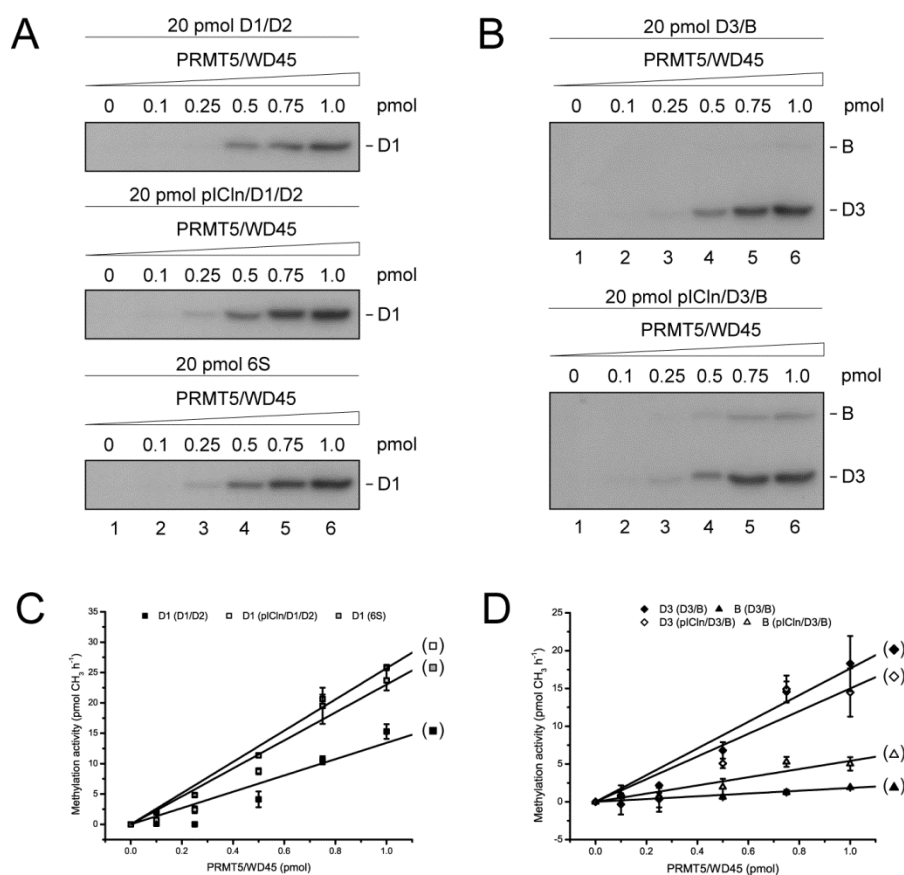 A
20 pmol D1/D2
PRMT5/WD45
0 0.1 0.25 0.5 0.75 1.0 pmol
– D1
20 pmol pICln/D1/D2
PRMT5/WD45
0 0.1 0.25 0.5 0.75 1.0 pmol
– D1
20 pmol 6S
PRMT5/WD45
0 0.1 0.25 0.5 0.75 1.0 pmol
– D1
1 2 3 4 5 6
B
20 pmol D3/B
PRMT5/WD45
0 0.1 0.25 0.5 0.75 1.0 pmol
– B
– D3
1 2 3 4 5 6
20 pmol pICln/D3/B
PRMT5/WD45
0 0.1 0.25 0.5 0.75 1.0 pmol
– B
– D3
1 2 3 4 5 6
C
D1 (D1/D2) D1 (pICln/D1/D2) D1 (6S)
Methylation activity (pmol CH₃ h⁻¹)
35
30
25
20
15
10
5
0
0.0 0.2 0.4 0.6 0.8 1.0
PRMT5/WD45 (pmol)
D
D3 (D3/B) B (D3/B)
D3 (pICln/D3/B) B (pICln/D3/B)
Methylation activity (pmol CH₃ h⁻¹)
25
20
15
10
5
0
0.0 0.2 0.4 0.6 0.8 1.0
PRMT5/WD45 (pmol)